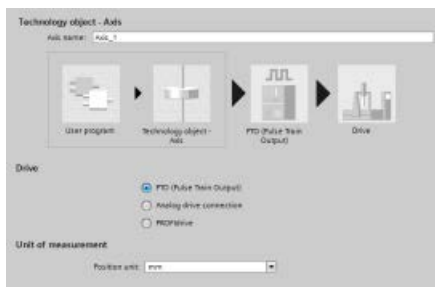 Technology object - Axis
Axis name: Axis_1
User program
Technology object - Axis
PTO (Pulse Train Output)
Drive
Drive
PTO (Pulse Train Output)
Analog drive connection
PROFIdrive
Unit of measurement
Position unit: mm